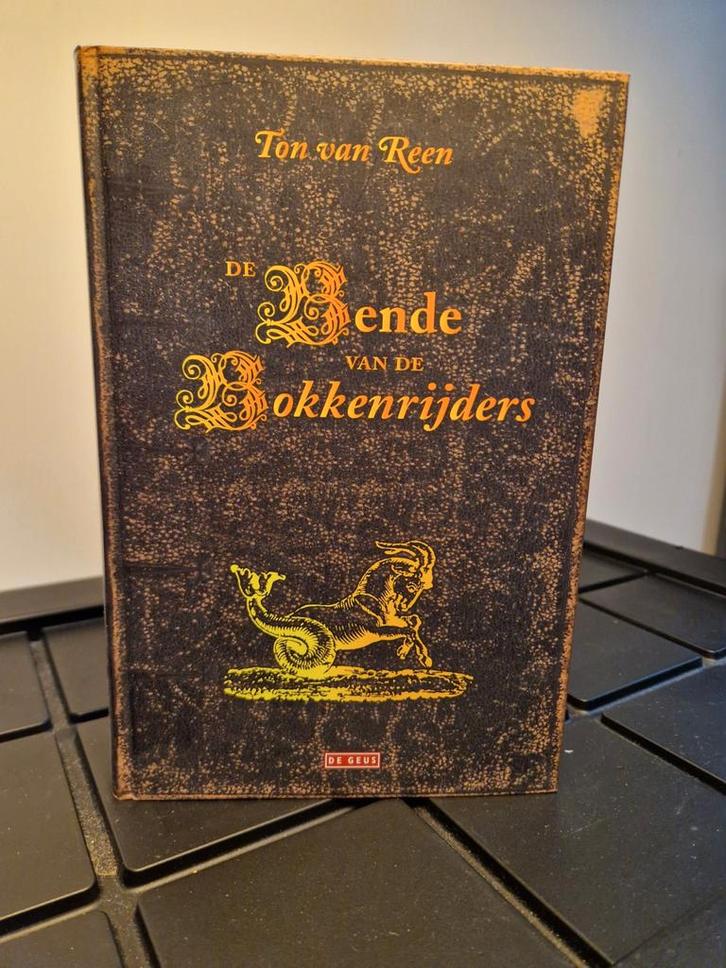 Ton van Reen
DE Bende
VAN DE
Bokkenrijders
DE GEUS